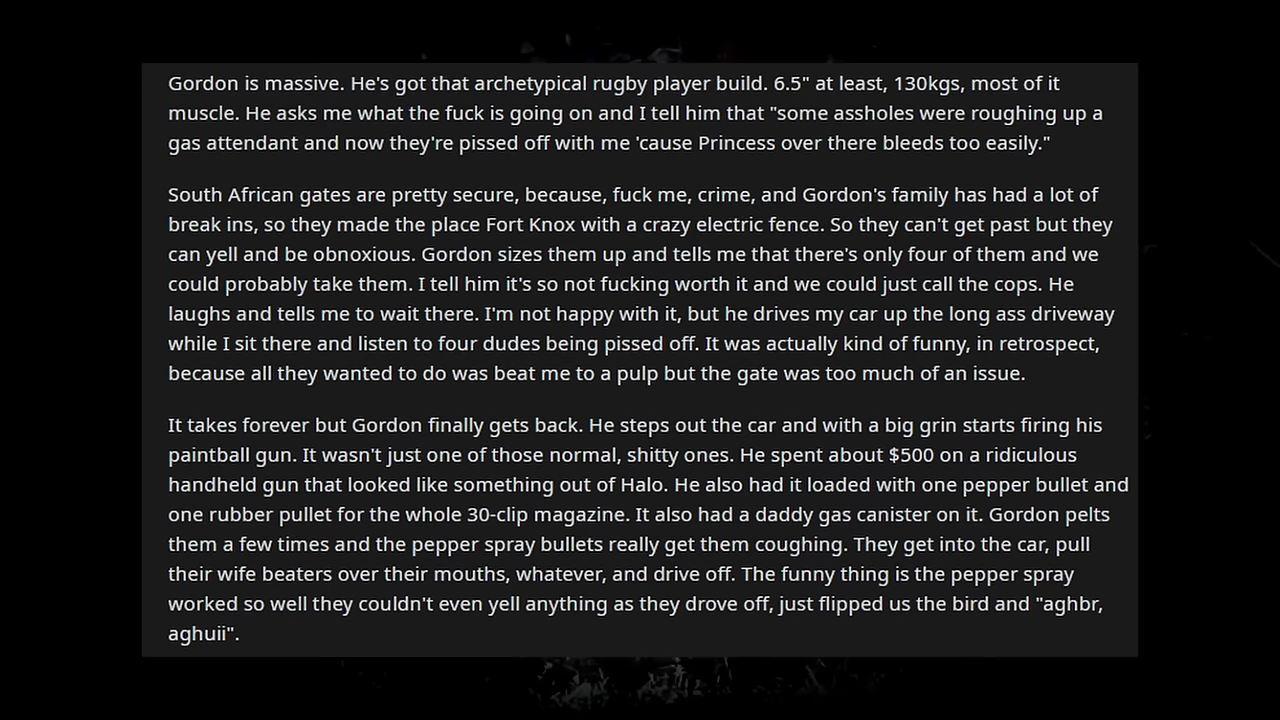 Gordon is massive. He's got that archetypical rugby player build. 6.5" at least, 130kgs, most of it
muscle. He asks me what the fuck is going on and I tell him that "some assholes were roughing up a
gas attendant and now they're pissed off with me 'cause Princess over there bleeds too easily."
South African gates are pretty secure, because, fuck me, crime, and Gordon's family has had a lot of
break ins, so they made the place Fort Knox with a crazy electric fence. So they can't get past but they
can yell and be obnoxious. Gordon sizes them up and tells me that there's only four of them and we
could probably take them. I tell him it's so not fucking worth it and we could just call the cops. He
laughs and tells me to wait there. I'm not happy with it, but he drives my car up the long ass driveway
while I sit there and listen to four dudes being pissed off. It was actually kind of funny, in retrospect,
because all they wanted to do was beat me to a pulp but the gate was too much of an issue.
It takes forever but Gordon finally gets back. He steps out the car and with a big grin starts firing his
paintball gun. It wasn't just one of those normal, shitty ones. He spent about $500 on a ridiculous
handheld gun that looked like something out of Halo. He also had it loaded with one pepper bullet and
one rubber pullet for the whole 30-clip magazine. It also had a daddy gas canister on it. Gordon pelts
them a few times and the pepper spray bullets really get them coughing. They get into the car, pull
their wife beaters over their mouths, whatever, and drive off. The funny thing is the pepper spray
worked so well they couldn't even yell anything as they drove off, just flipped us the bird and "aghbr,
aghuii".